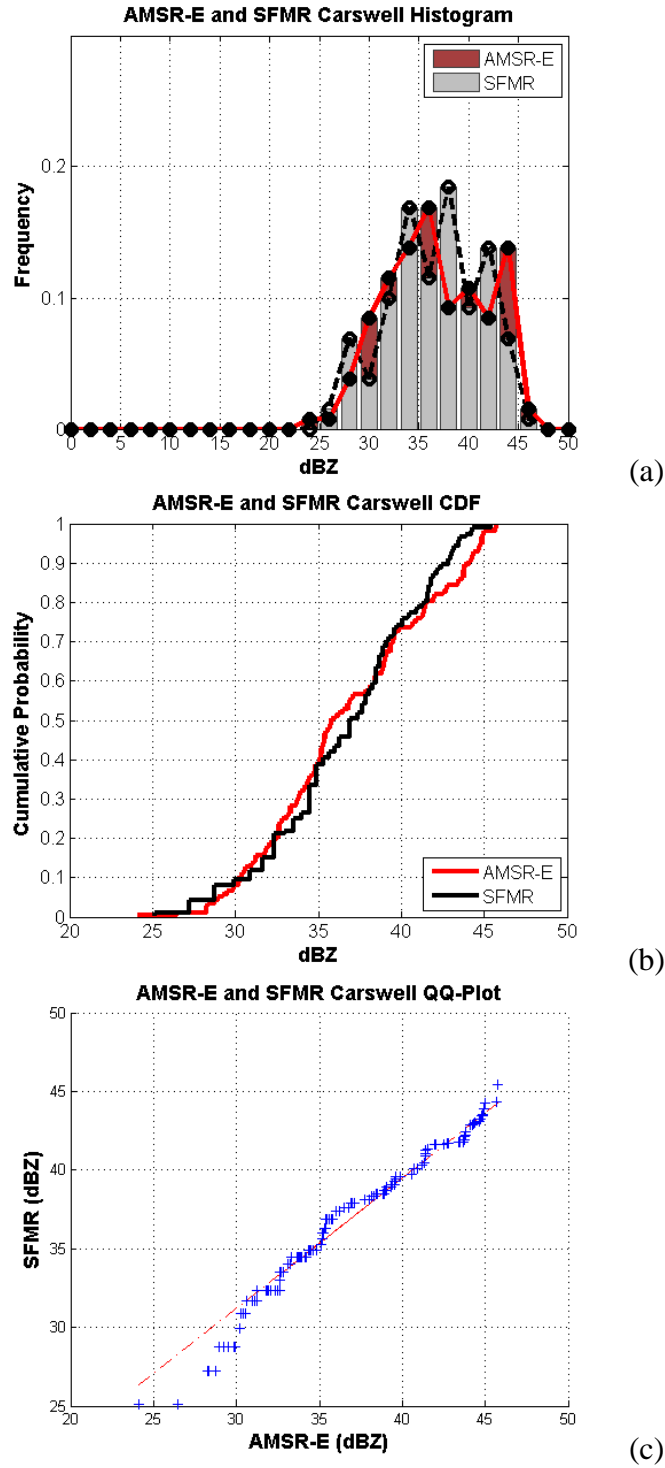 AMSR-E and SFMR Carswell Histogram
AMSR-E
SFMR
Frequency
0.2
0.1
0
0 5 10 15 20 25 30 35 40 45 50
dBZ
(a)
AMSR-E and SFMR Carswell CDF
Cumulative Probability
1
0.9
0.8
0.7
0.6
0.5
0.4
0.3
0.2
0.1
0
AMSR-E
SFMR
20 25 30 35 40 45 50
dBZ
(b)
AMSR-E and SFMR Carswell QQ-Plot
SFMR (dBZ)
50
45
40
35
30
25
20 25 30 35 40 45 50
AMSR-E (dBZ)
(c)